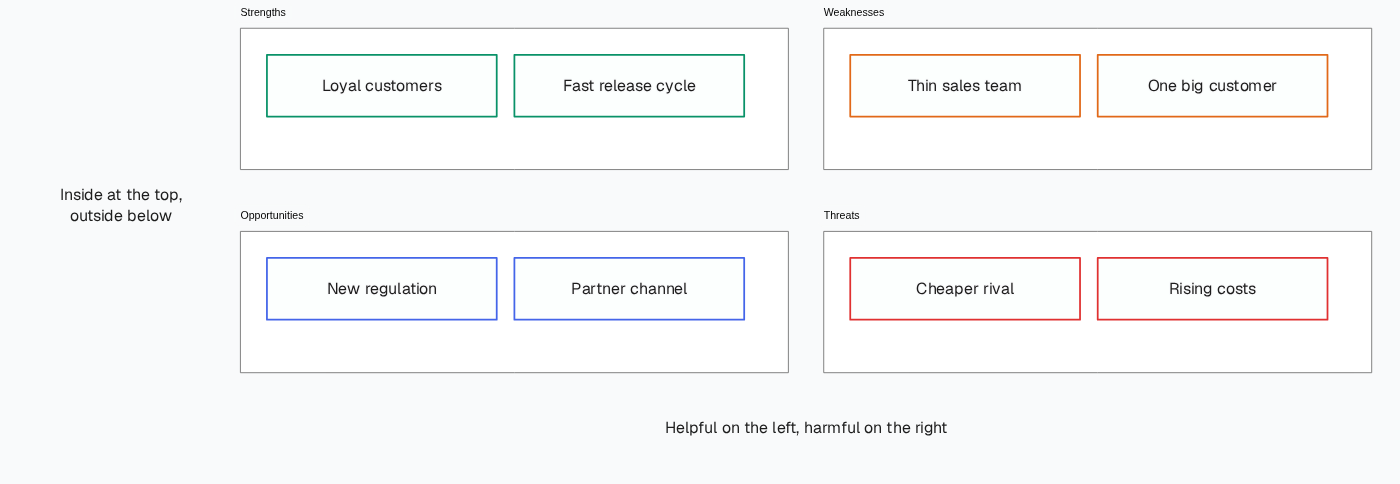 Strengths
Loyal customers
Fast release cycle
Weaknesses
Thin sales team
One big customer
Inside at the top,
outside below
Opportunities
New regulation
Partner channel
Threats
Cheaper rival
Rising costs
Helpful on the left, harmful on the right